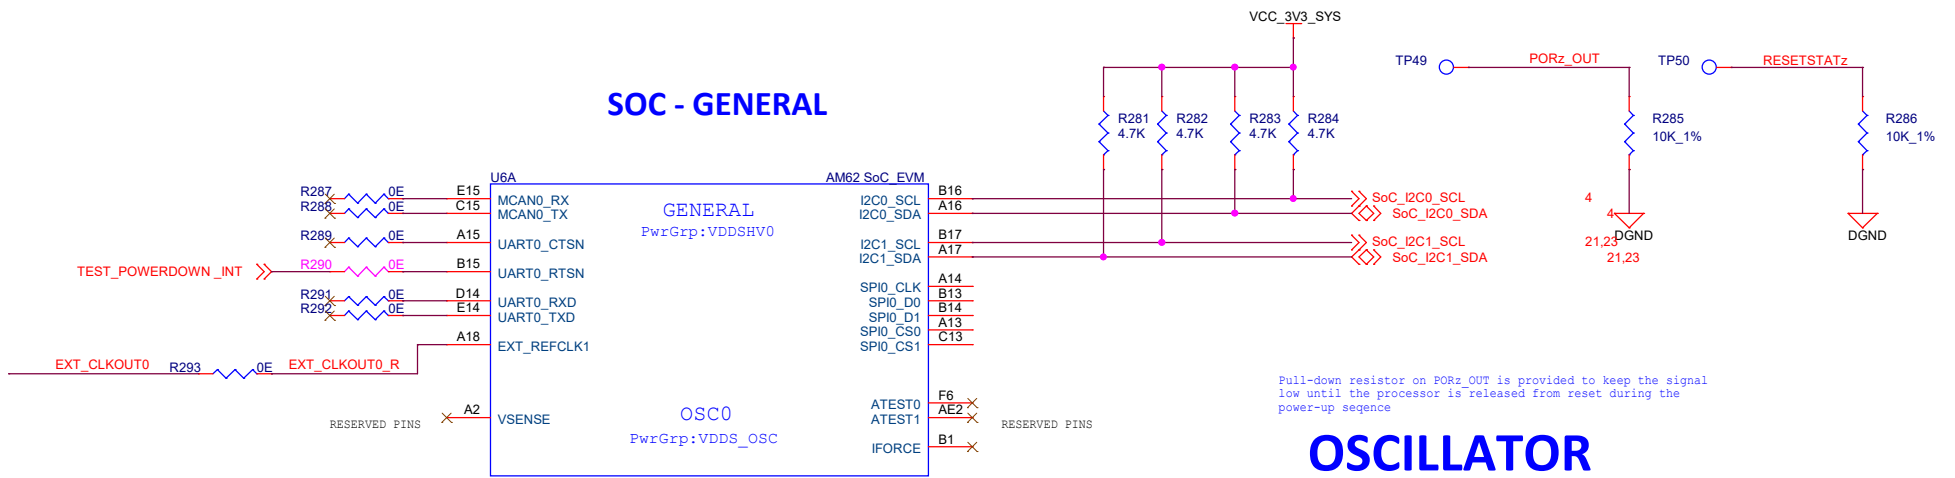 VCC_3V3_SYS
TP49
PORz_OUT
TP50
RESETSTATz
SOC - GENERAL
R281
4.7K
R282
4.7K
R283
4.7K
R284
4.7K
R285
10K_1%
R286
10K_1%
DGND
DGND
U6A
AM62 SoC_EVM
GENERAL
PwrGrp:VDDSHV0
R287
0E
E15
MCAN0_RX
R288
0E
C15
MCAN0_TX
R289
0E
A15
UART0_CTSN
TEST_POWERDOWN _INT
R290
0E
B15
UART0_RTSN
R291
0E
D14
UART0_RXD
R292
0E
E14
UART0_TXD
A18
EXT_REFCLK1
EXT_CLKOUT0
R293
0E
EXT_CLKOUT0_R
RESERVED PINS
A2
VSENSE
OSC0
PwrGrp:VDDS_OSC
I2C0_SCL
B16
SoC_I2C0_SCL
4
I2C0_SDA
A16
SoC_I2C0_SDA
4
I2C1_SCL
B17
SoC_I2C1_SCL
21,23
I2C1_SDA
A17
SoC_I2C1_SDA
21,23
SPI0_CLK
A14
SPI0_D0
B13
SPI0_D1
B14
SPI0_CS0
A13
SPI0_CS1
C13
ATEST0
F6
ATEST1
AE2
RESERVED PINS
IFORCE
B1
Pull-down resistor on PORz_OUT is provided to keep the signal
low until the processor is released from reset during the
power-up seqence
OSCILLATOR